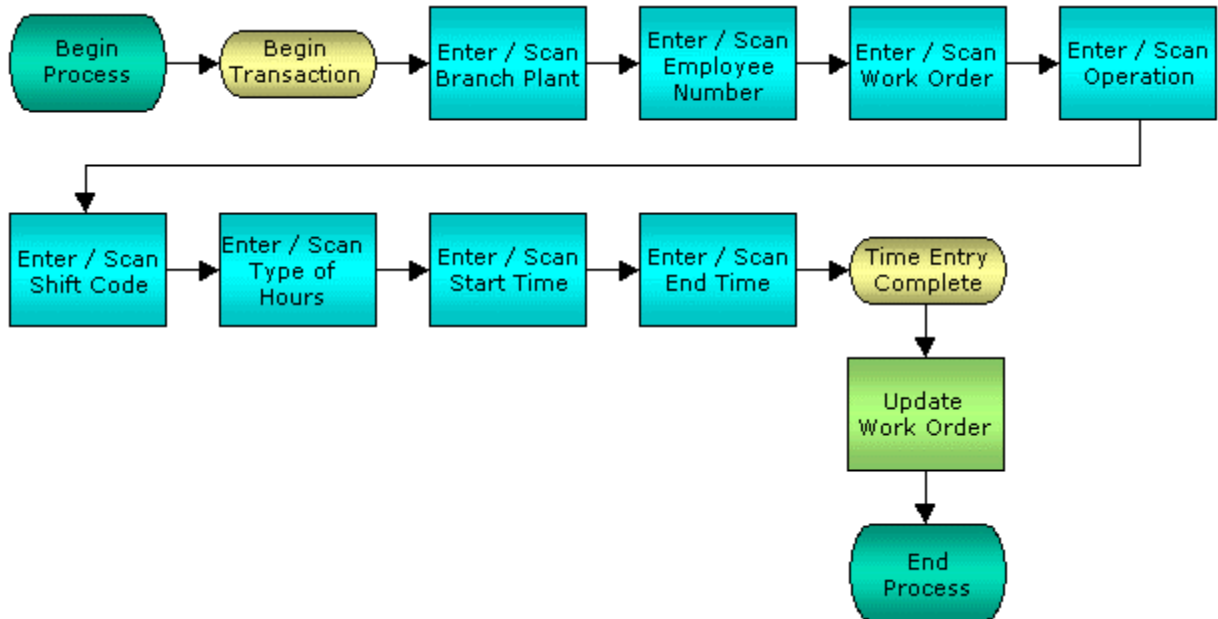 Begin
Process
Begin
Transaction
Enter / Scan
Branch Plant
Enter / Scan
Employee
Number
Enter / Scan
Work Order
Enter / Scan
Operation
Enter / Scan
Shift Code
Enter / Scan
Type of
Hours
Enter / Scan
Start Time
Enter / Scan
End Time
Time Entry
Complete
Update
Work Order
End
Process